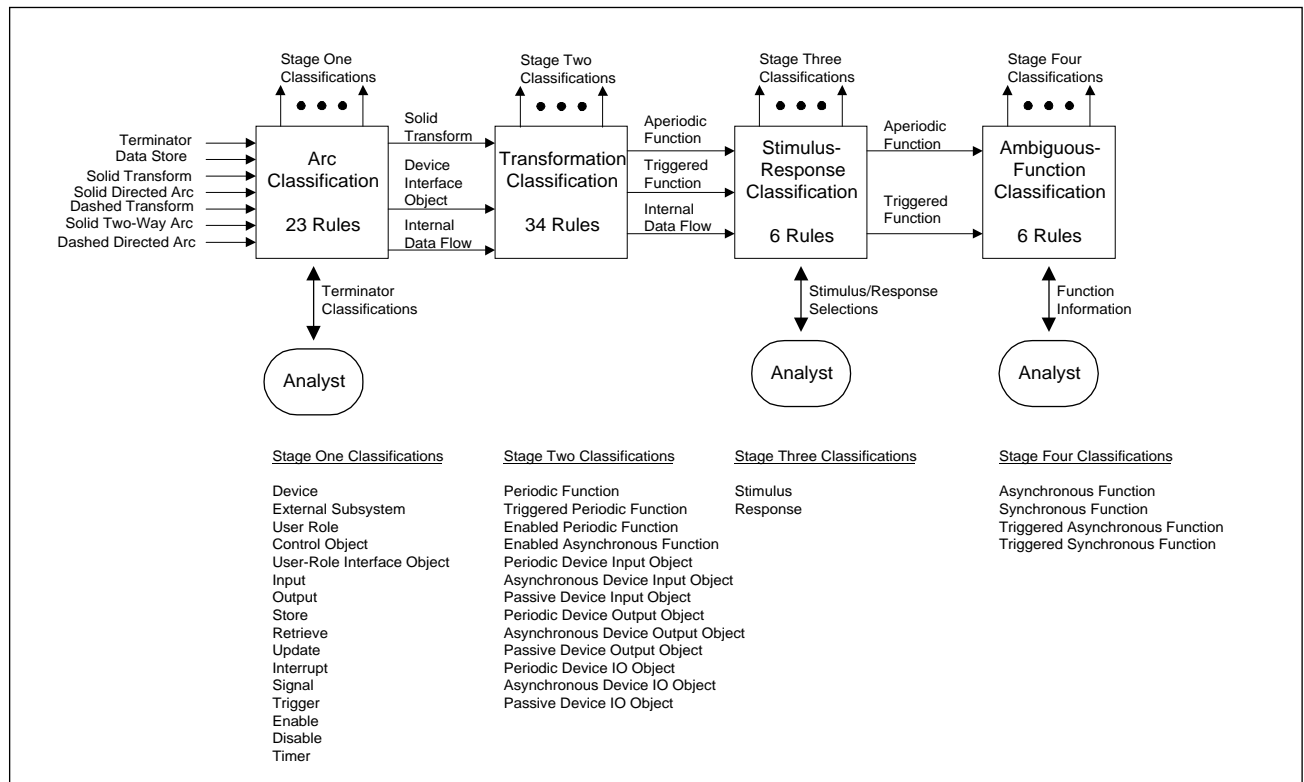 Stage One
Classifications
Stage Two
Classifications
Stage Three
Classifications
Stage Four
Classifications
Terminator
Data Store
Solid Transform
Solid Directed Arc
Dashed Transform
Solid Two-Way Arc
Dashed Directed Arc
Arc
Classification
23 Rules
Solid
Transform
Device
Interface
Object
Internal
Data Flow
Transformation
Classification
34 Rules
Aperiodic
Function
Triggered
Function
Internal
Data Flow
Stimulus-
Response
Classification
6 Rules
Aperiodic
Function
Triggered
Function
Ambiguous-
Function
Classification
6 Rules
Terminator
Classifications
Stimulus/Response
Selections
Function
Information
Analyst
Analyst
Analyst
Stage One Classifications
Device
External Subsystem
User Role
Control Object
User-Role Interface Object
Input
Output
Store
Retrieve
Update
Interrupt
Signal
Trigger
Enable
Disable
Timer
Stage Two Classifications
Periodic Function
Triggered Periodic Function
Enabled Periodic Function
Enabled Asynchronous Function
Periodic Device Input Object
Asynchronous Device Input Object
Passive Device Input Object
Periodic Device Output Object
Asynchronous Device Output Object
Passive Device Output Object
Periodic Device IO Object
Asynchronous Device IO Object
Passive Device IO Object
Stage Three Classifications
Stimulus
Response
Stage Four Classifications
Asynchronous Function
Synchronous Function
Triggered Asynchronous Function
Triggered Synchronous Function